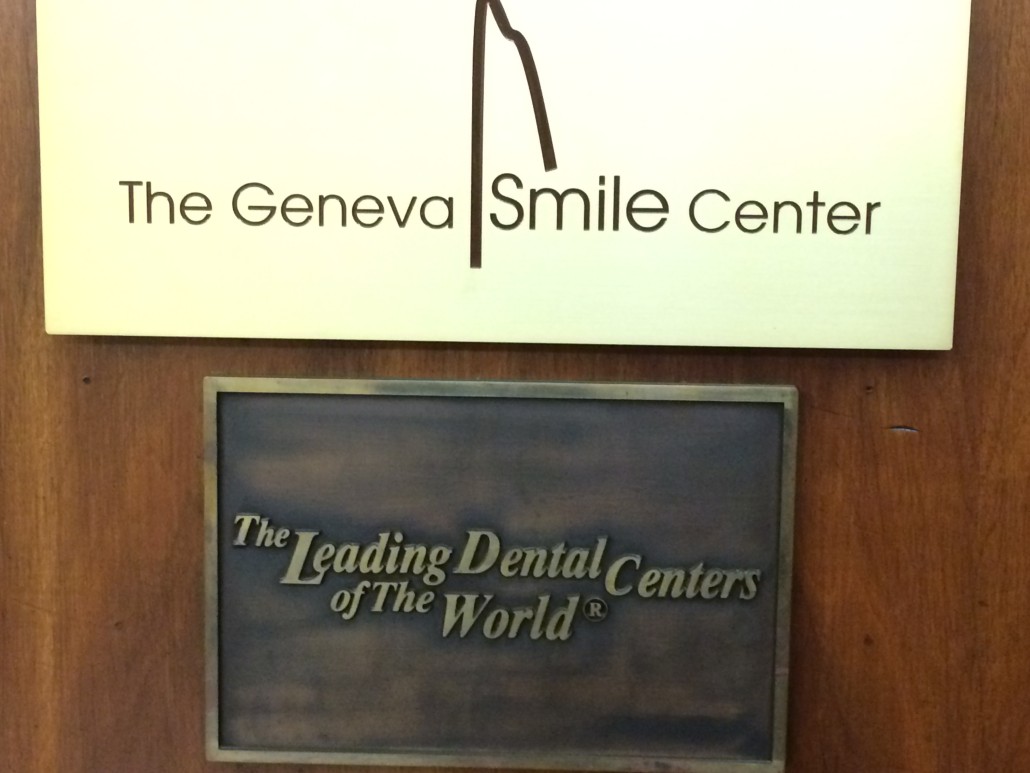 The Geneva Smile Center
The Leading Dental Centers
of The World®